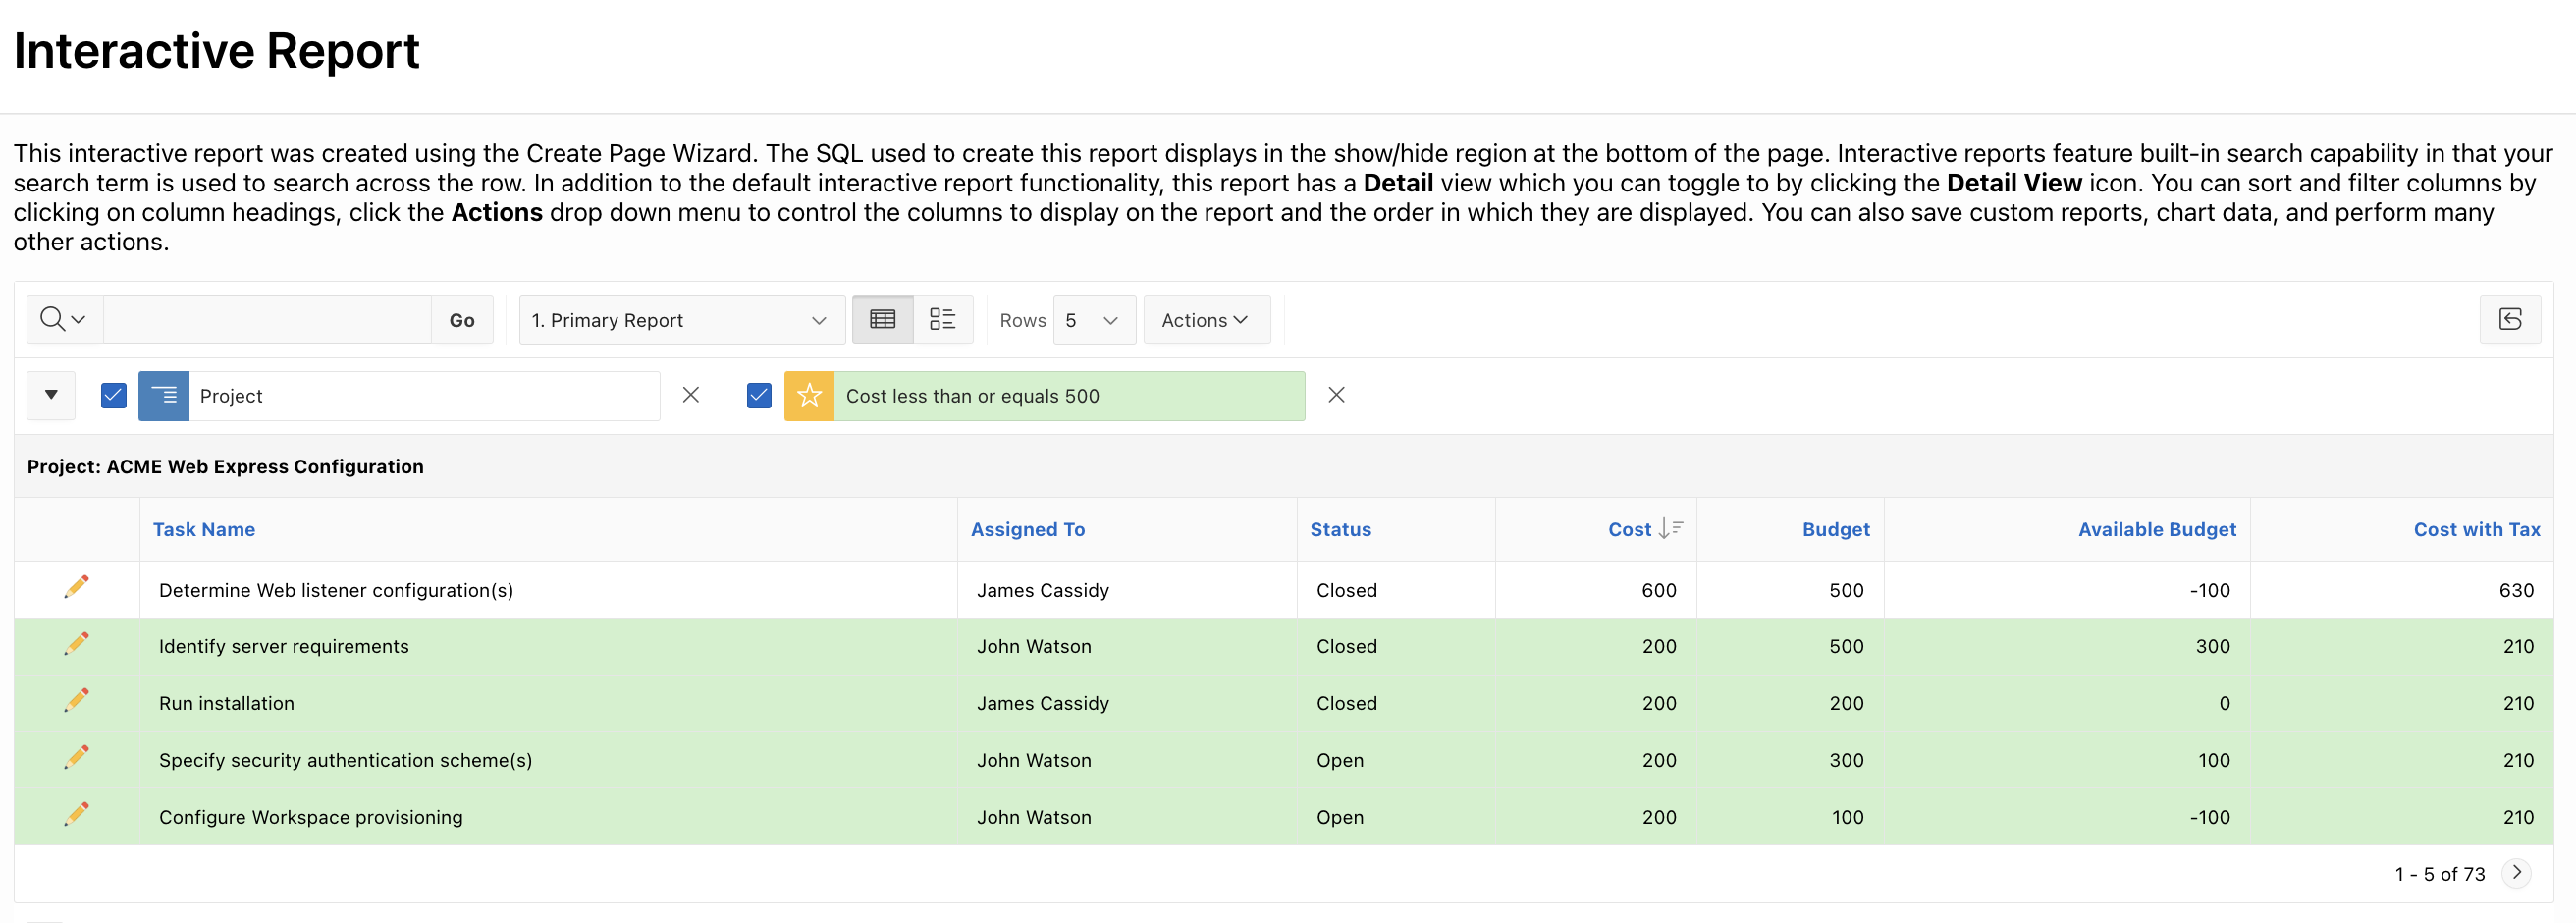 Interactive Report
This interactive report was created using the Create Page Wizard. The SQL used to create this report displays in the show/hide region at the bottom of the page. Interactive reports feature built-in search capability in that your
search term is used to search across the row. In addition to the default interactive report functionality, this report has a Detail view which you can toggle to by clicking the Detail View icon. You can sort and filter columns by
clicking on column headings, click the Actions drop down menu to control the columns to display on the report and the order in which they are displayed. You can also save custom reports, chart data, and perform many
other actions.
Go 1. Primary Report Rows 5 Actions
Project Cost less than or equals 500
Project: ACME Web Express Configuration
Task Name Assigned To Status Cost Budget Available Budget Cost with Tax
Determine Web listener configuration(s) James Cassidy Closed 600 500 -100 630
Identify server requirements John Watson Closed 200 500 300 210
Run installation James Cassidy Closed 200 200 0 210
Specify security authentication scheme(s) John Watson Open 200 300 100 210
Configure Workspace provisioning John Watson Open 200 100 -100 210
1 - 5 of 73